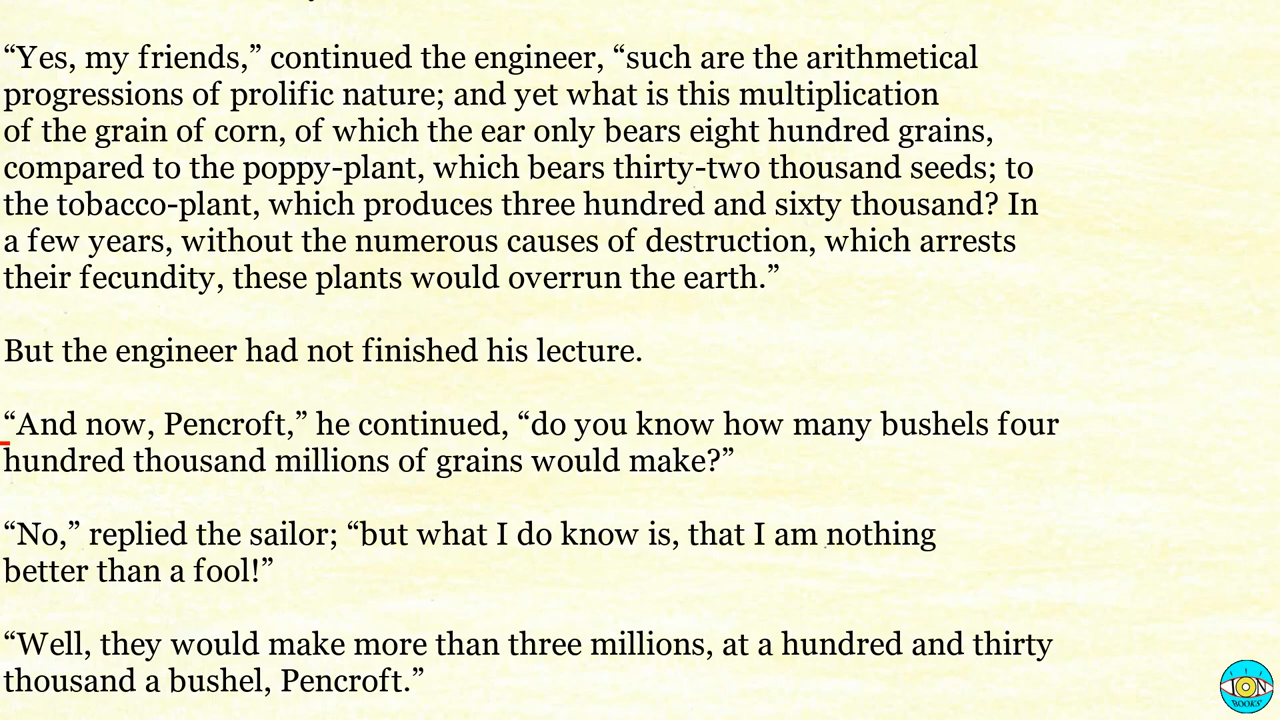 “Yes, my friends,” continued the engineer, “such are the arithmetical
progressions of prolific nature; and yet what is this multiplication
of the grain of corn, of which the ear only bears eight hundred grains,
compared to the poppy-plant, which bears thirty-two thousand seeds; to
the tobacco-plant, which produces three hundred and sixty thousand? In
a few years, without the numerous causes of destruction, which arrests
their fecundity, these plants would overrun the earth.”
But the engineer had not finished his lecture.
“And now, Pencroft,” he continued, “do you know how many bushels four
hundred thousand millions of grains would make?”
“No,” replied the sailor; “but what I do know is, that I am nothing
better than a fool!”
“Well, they would make more than three millions, at a hundred and thirty
thousand a bushel, Pencroft.”
ION
BOOKS